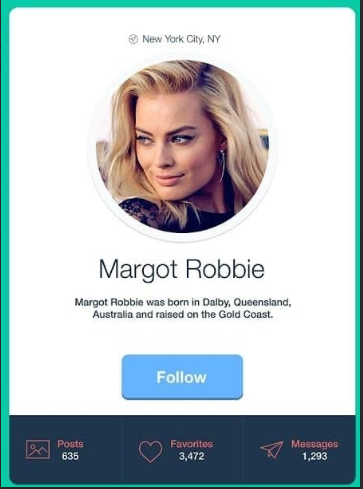 New York City, NY
Margot Robbie
Margot Robbie was born in Dalby, Queensland,
Australia and raised on the Gold Coast.
Follow
Posts
635
Favorites
3,472
Messages
1,293